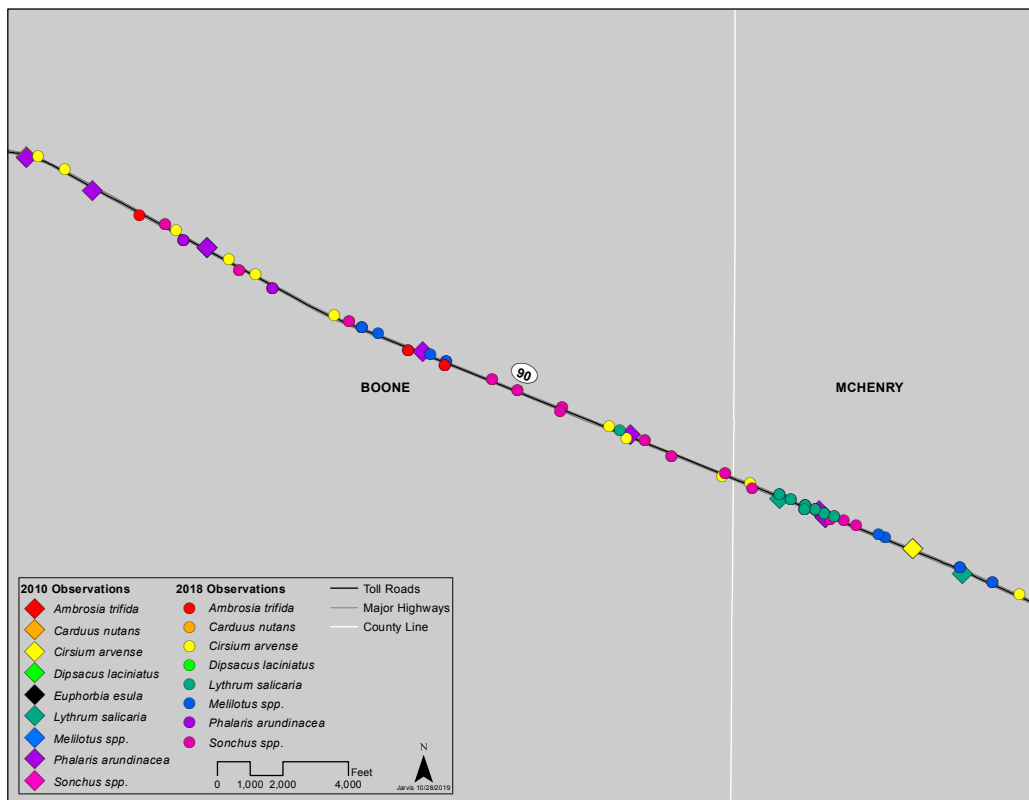 90
BOONE
MCHENRY
2010 Observations
Ambrosia trifida
Carduus nutans
Cirsium arvense
Dipsacus laciniatus
Euphorbia esula
Lythrum salicaria
Melilotus spp.
Phalaris arundinacea
Sonchus spp.
2018 Observations
Ambrosia trifida
Carduus nutans
Cirsium arvense
Dipsacus laciniatus
Lythrum salicaria
Melilotus spp.
Phalaris arundinacea
Sonchus spp.
Toll Roads
Major Highways
County Line
Feet
0 1,000 2,000 4,000
N
Jarvis 10/28/2019